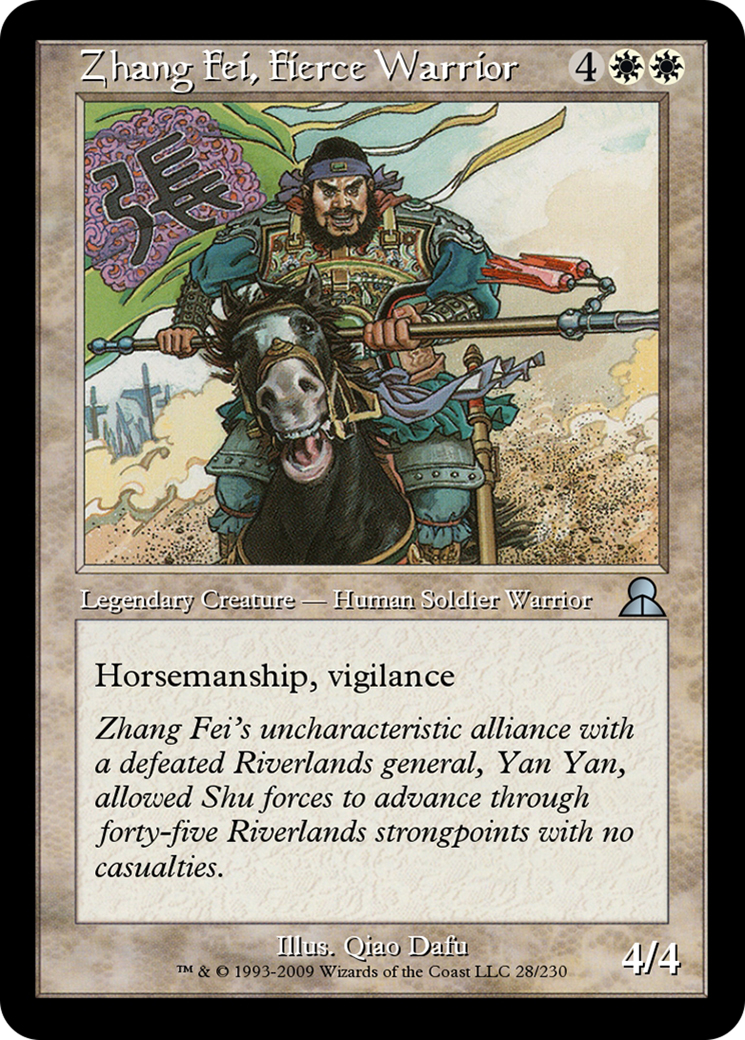 Zhang Fei, Fierce Warrior 4
張
Legendary Creature — Human Soldier Warrior
Horsemanship, vigilance
Zhang Fei's uncharacteristic alliance with
a defeated Riverlands general, Yan Yan,
allowed Shu forces to advance through
forty-five Riverlands strongpoints with no
casualties.
Illus. Qiao Dafu
™ & © 1993-2009 Wizards of the Coast LLC 28/230
4/4